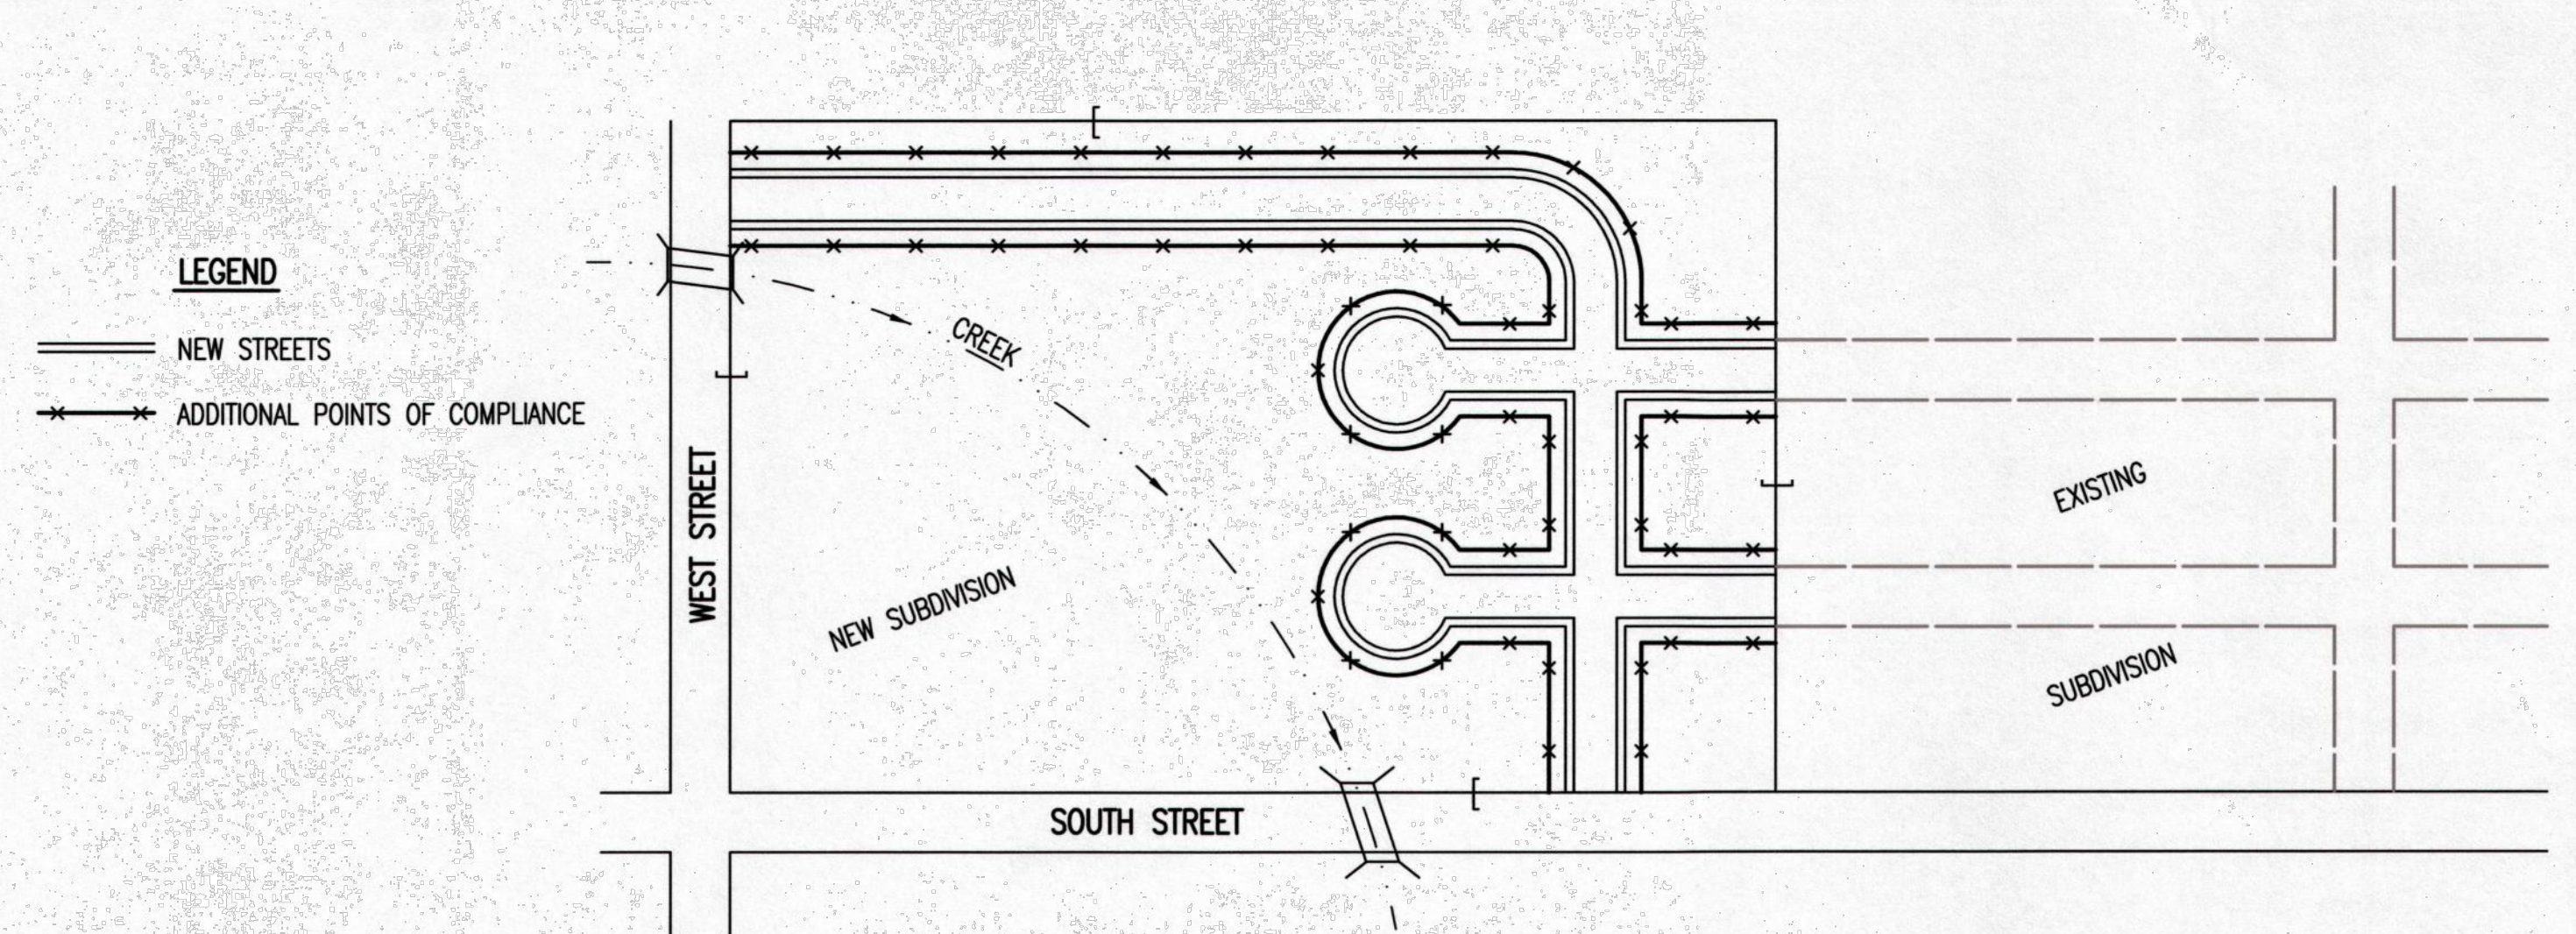 LEGEND
NEW STREETS
ADDITIONAL POINTS OF COMPLIANCE
WEST STREET
CREEK
NEW SUBDIVISION
SOUTH STREET
EXISTING
SUBDIVISION